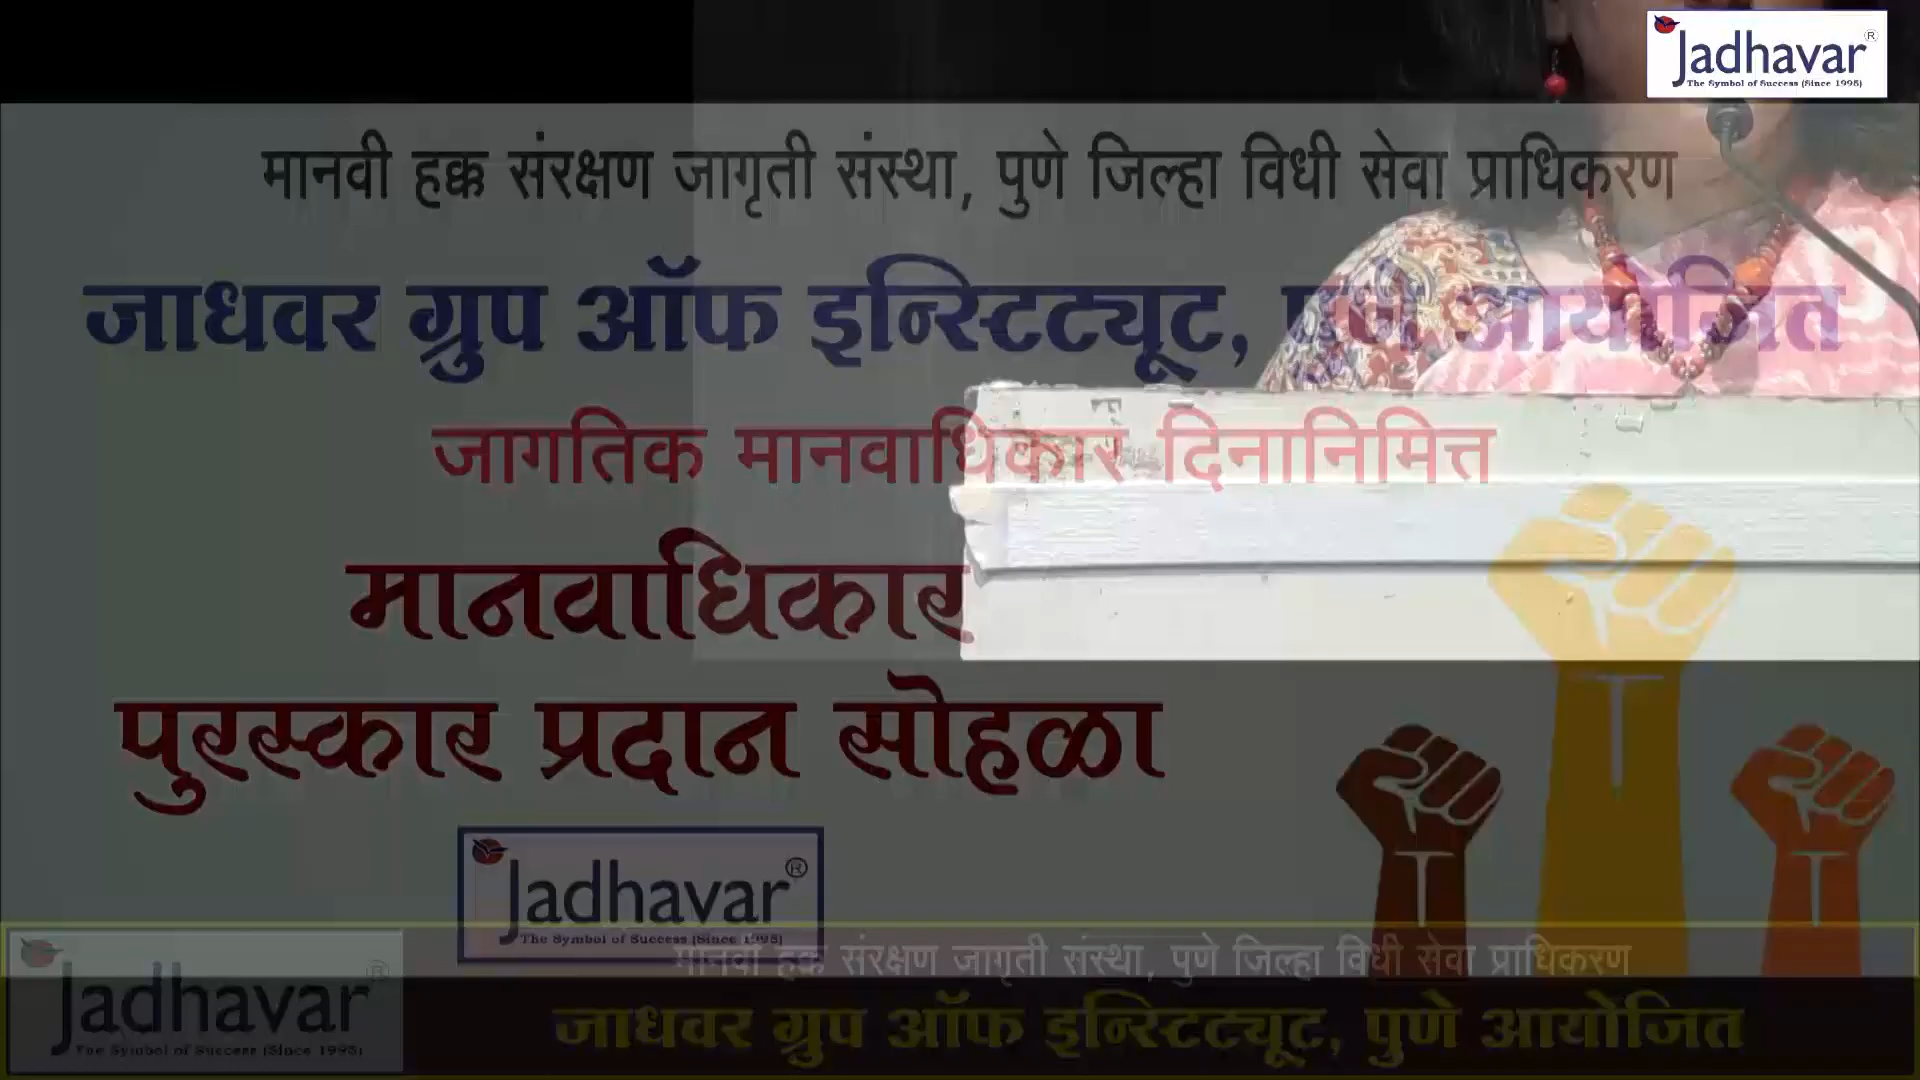 Jadhavar®
The Symbol of Success (Since 1995)
मानवी हक्क संरक्षण जागृती संस्था, पुणे जिल्हा विधी सेवा प्राधिकरण
जाधवर ग्रुप ऑफ इन्स्टिट्यूट, पुणे आयोजित
जागतिक मानवाधिकार दिनानिमित्त
मानवाधिकार
पुरस्कार प्रदान सोहळा
Jadhavar®
The Symbol of Success (Since 1995)
मानवी हक्क संरक्षण जागृती संस्था, पुणे जिल्हा विधी सेवा प्राधिकरण
Jadhavar®
The Symbol of Success (Since 1995)
जाधवर ग्रुप ऑफ इन्स्टिट्यूट, पुणे आयोजित